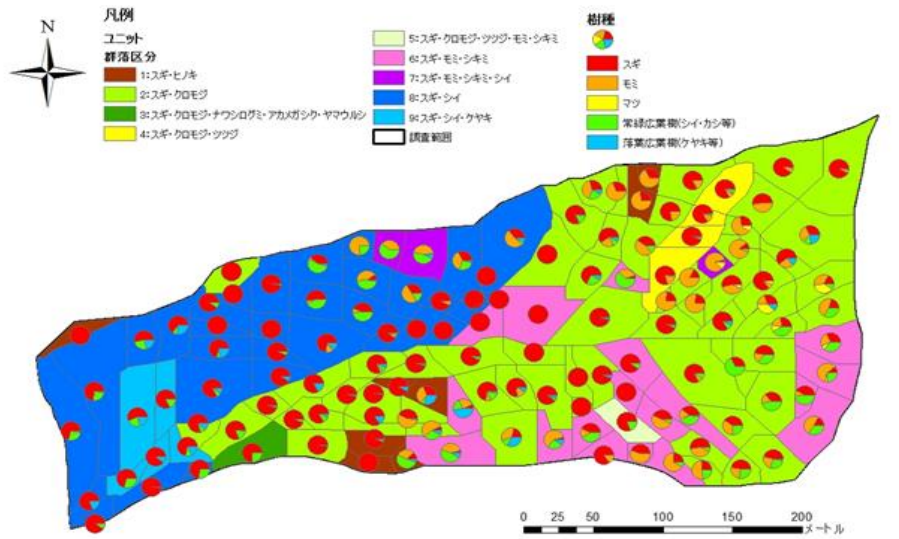 N
凡例
ユニット
群落区分
1:スギ・ヒノキ
2:スギ・クロモジ
3:スギ・クロモジ・ナワシログミ・アカメガシワ・ヤマウルシ
4:スギ・クロモジ・ツツジ
5:スギ・クロモジ・ツツジ・モミ・シキミ
6:スギ・モミ・シキミ
7:スギ・モミ・シキミ・シイ
8:スギ・シイ
9:スギ・シイ・ケヤキ
調査範囲
樹種
スギ
モミ
マツ
常緑広葉樹(シイ・カシ等)
落葉広葉樹(ケヤキ等)
0 25 50 100 150 200
メートル